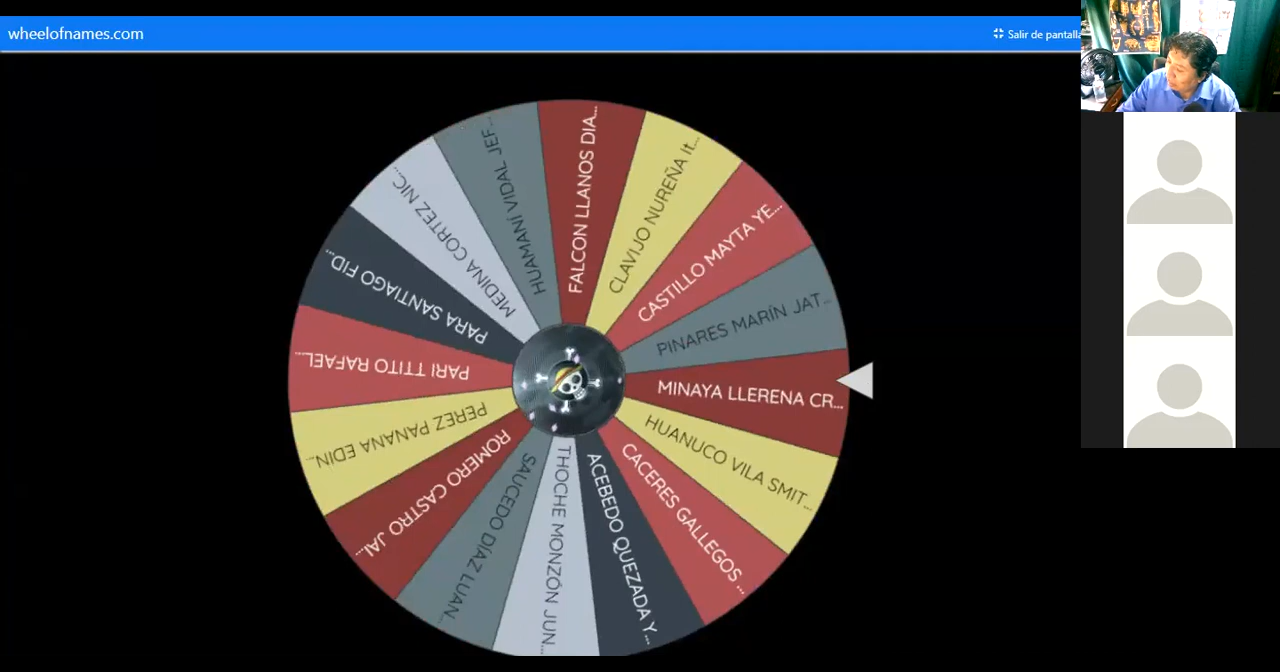 wheelofnames.com
Salir de pantalla
FALCON LLANOS DIA...
CLAVIJO NUREÑA It...
CASTILLO MAYTA YE...
PINARES MARÍN JAT...
MINAYA LLERENA CR...
HUANUCO VILA SMIT...
CACERES GALLEGOS ...
ACEBEDO QUEZADA Y...
THOCHE MONZÓN JUN...
SAUCEDO DÍAZ LUAN...
ROMERO CASTRO JAI...
PEREZ PANANA EDIN...
PARI TTITO RAFAEL...
PARA SANTIAGO FID...
MEDINA CORTEZ NIC...
HUAMANÍ VIDAL JEF...